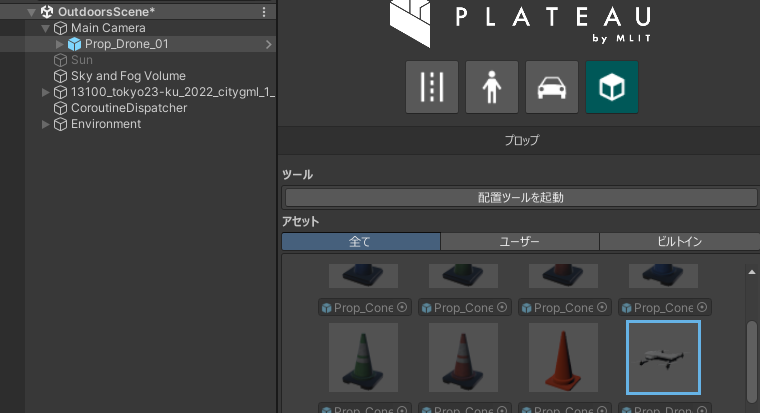 OutdoorsScene*
Main Camera
Prop_Drone_01
Sun
Sky and Fog Volume
13100_tokyo23-ku_2022_citygml_1_
CoroutineDispatcher
Environment
PLATEAU
by MLIT
プロップ
ツール
配置ツールを起動
アセット
全て ユーザー ビルトイン
Prop_Cone Prop_Cone Prop_Cone Prop_Cone
Prop_Cone Prop_Cone Prop_Cone Prop_Dron